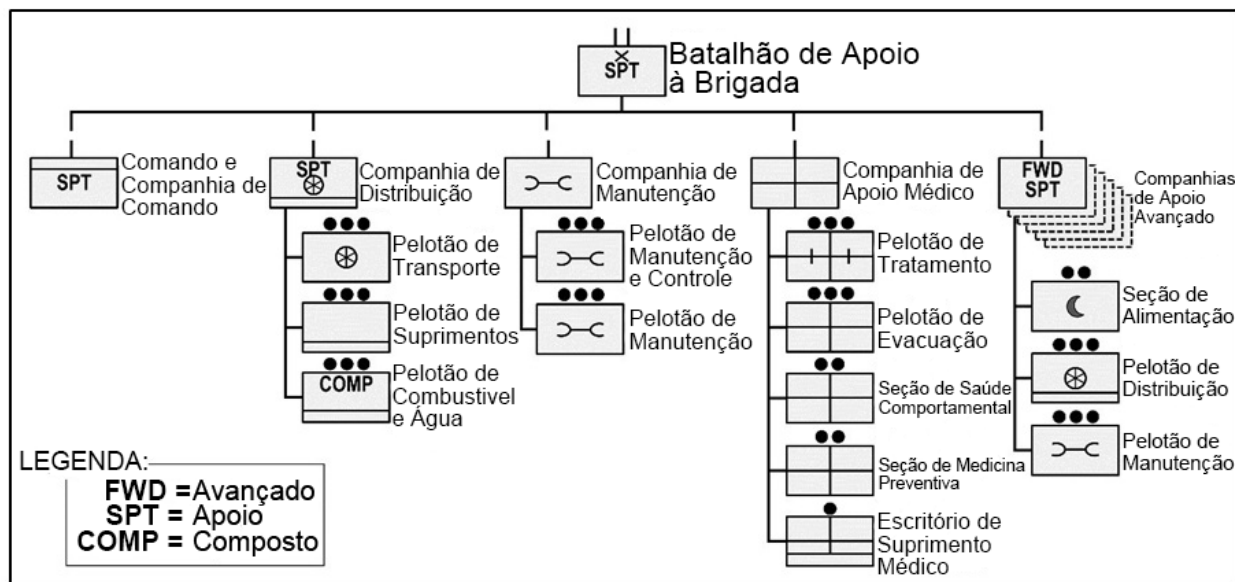 SPT
Batalhão de Apoio
à Brigada
SPT
Comando e
Companhia de
Comando
SPT
Companhia de
Distribuição
Pelotão de
Transporte
Pelotão de
Suprimentos
COMP
Pelotão de
Combustivel
e Água
Companhia de
Manutenção
Pelotão de
Manutenção
e Controle
Pelotão de
Manutenção
Companhia de
Apoio Médico
Pelotão de
Tratamento
Pelotão de
Evacuação
Seção de Saúde
Comportamental
Seção de Medicina
Preventiva
Escritório de
Suprimento
Médico
FWD
SPT
Companhias
de Apoio
Avançado
Seção de
Alimentação
Pelotão de
Distribuição
Pelotão de
Manutenção
LEGENDA:
FWD =Avançado
SPT = Apoio
COMP = Composto